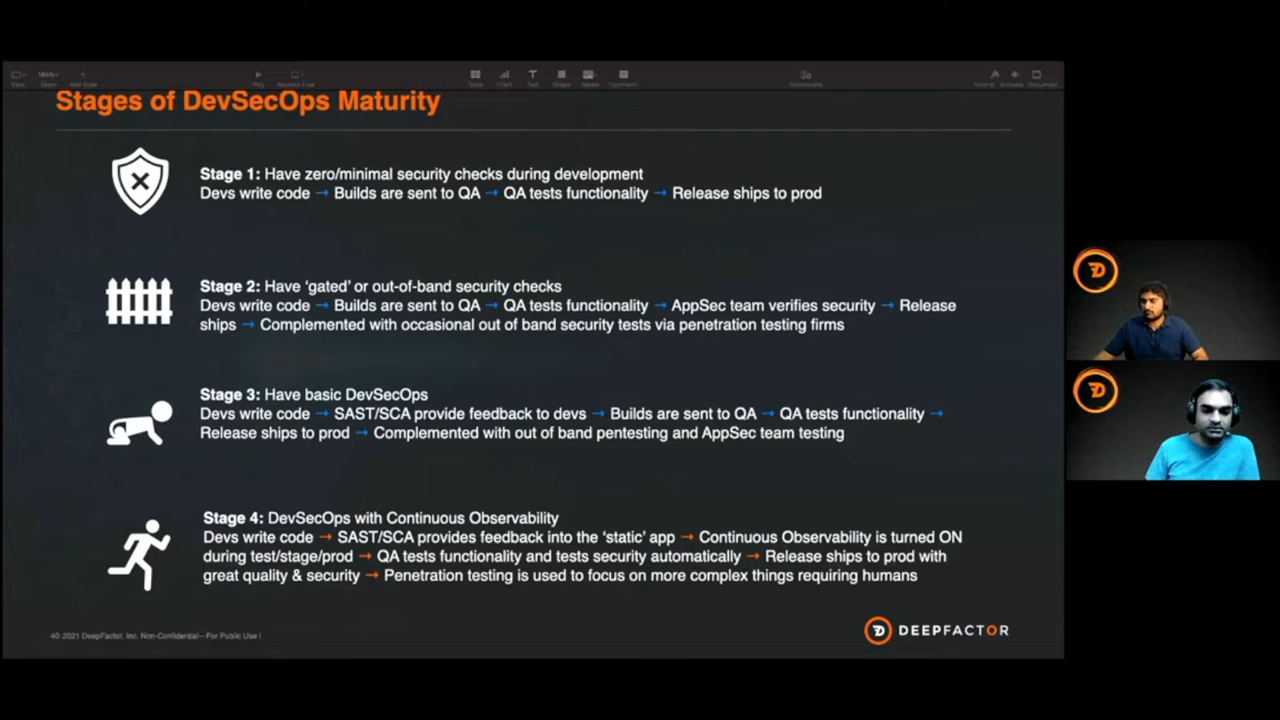 Stages of DevSecOps Maturity
Stage 1: Have zero/minimal security checks during development
Devs write code → Builds are sent to QA → QA tests functionality → Release ships to prod
Stage 2: Have ‘gated’ or out-of-band security checks
Devs write code → Builds are sent to QA → QA tests functionality → AppSec team verifies security → Release
ships → Complemented with occasional out of band security tests via penetration testing firms
Stage 3: Have basic DevSecOps
Devs write code → SAST/SCA provide feedback to devs → Builds are sent to QA → QA tests functionality →
Release ships to prod → Complemented with out of band pentesting and AppSec team testing
Stage 4: DevSecOps with Continuous Observability
Devs write code → SAST/SCA provides feedback into the ‘static’ app → Continuous Observability is turned ON
during test/stage/prod → QA tests functionality and tests security automatically → Release ships to prod with
great quality & security → Penetration testing is used to focus on more complex things requiring humans
4© 2021 DeepFactor, Inc. Non-Confidential—For Public Use |
DEEPFACTOR